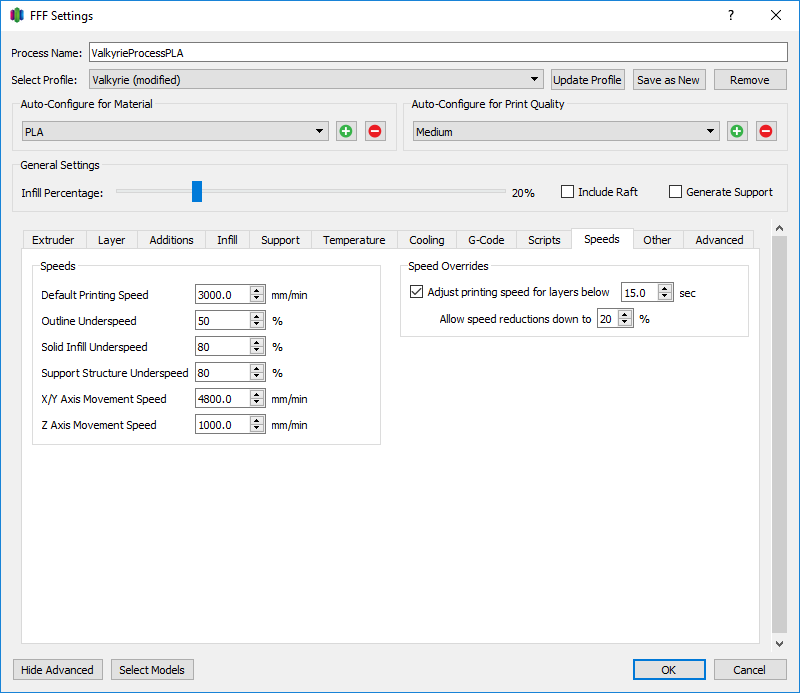 FFF Settings ?
Process Name: ValkyrieProcessPLA
Select Profile: Valkyrie (modified) Update Profile Save as New Remove
Auto-Configure for Material Auto-Configure for Print Quality
PLA Medium
General Settings
Infill Percentage: 20% Include Raft Generate Support
Extruder Layer Additions Infill Support Temperature Cooling G-Code Scripts Speeds Other Advanced
Speeds Speed Overrides
Default Printing Speed 3000.0 mm/min Adjust printing speed for layers below 15.0 sec
Outline Underspeed 50 % Allow speed reductions down to 20 %
Solid Infill Underspeed 80 %
Support Structure Underspeed 80 %
X/Y Axis Movement Speed 4800.0 mm/min
Z Axis Movement Speed 1000.0 mm/min
Hide Advanced Select Models OK Cancel